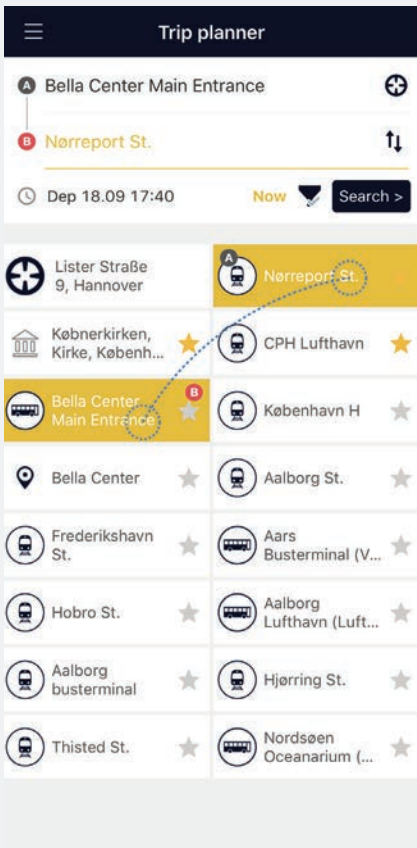 Trip planner
A Bella Center Main Entrance
B Nørreport St.
Dep 18.09 17:40 Now Search >
Lister Straße
9, Hannover
A
Nørreport St.
Købnerkirken,
Kirke, Københ...
CPH Lufthavn
Bella Center
Main Entrance
B
København H
Bella Center
Aalborg St.
Frederikshavn
St.
Aars
Busterminal (V...
Hobro St.
Aalborg
Lufthavn (Luft...
Aalborg
busterminal
Hjørring St.
Thisted St.
Nordsøen
Oceanarium (...